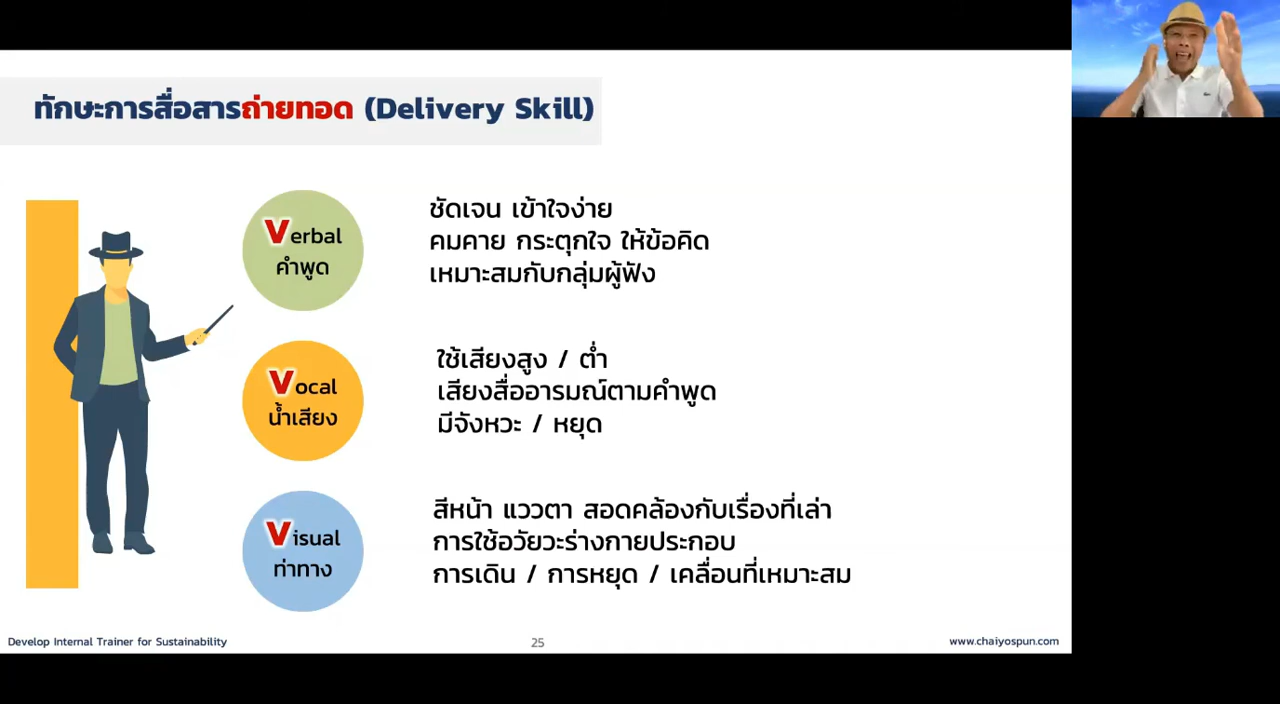 ทักษะการสื่อสารถ่ายทอด (Delivery Skill)
Verbal
คำพูด
ชัดเจน เข้าใจง่าย
คมคาย กระตุกใจ ให้ข้อคิด
เหมาะสมกับกลุ่มผู้ฟัง
Vocal
น้ำเสียง
ใช้เสียงสูง / ต่ำ
เสียงสื่ออารมณ์ตามคำพูด
มีจังหวะ / หยุด
Visual
ท่าทาง
สีหน้า แววตา สอดคล้องกับเรื่องที่เล่า
การใช้อวัยวะร่างกายประกอบ
การเดิน / การหยุด / เคลื่อนที่เหมาะสม
Develop Internal Trainer for Sustainability
25
www.chaiyospun.com